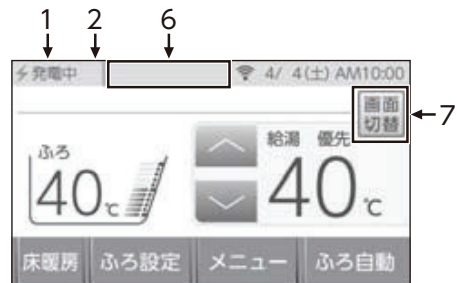 1 2 6
発電中 4/ 4(土) AM10:00
画面
切替
7
ふろ
40℃
給湯 優先
40℃
床暖房 ふろ設定 メニュー ふろ自動